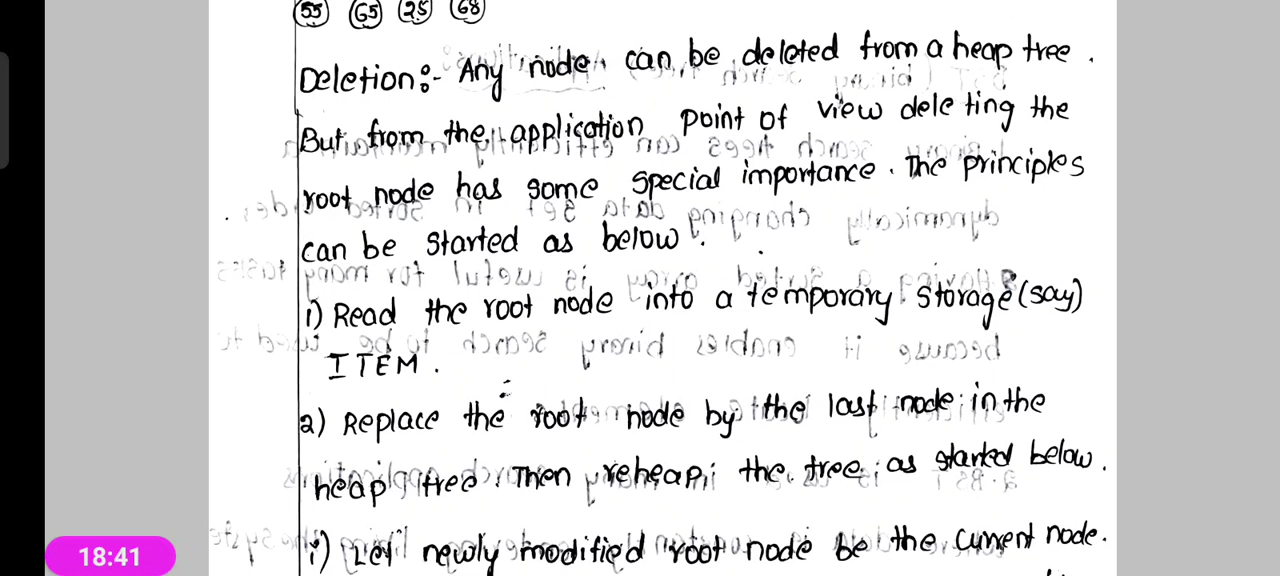 55 65 25 68
Deletion:- Any node can be deleted from a heap tree.
But from the application point of view deleting the
root node has some special importance. The principles
can be started as below.
1) Read the root node into a temporary storage (say)
ITEM.
2) Replace the root node by the last node in the
heap tree. Then reheap the tree as started below.
i) Let newly modified root node be the current node.
18:41